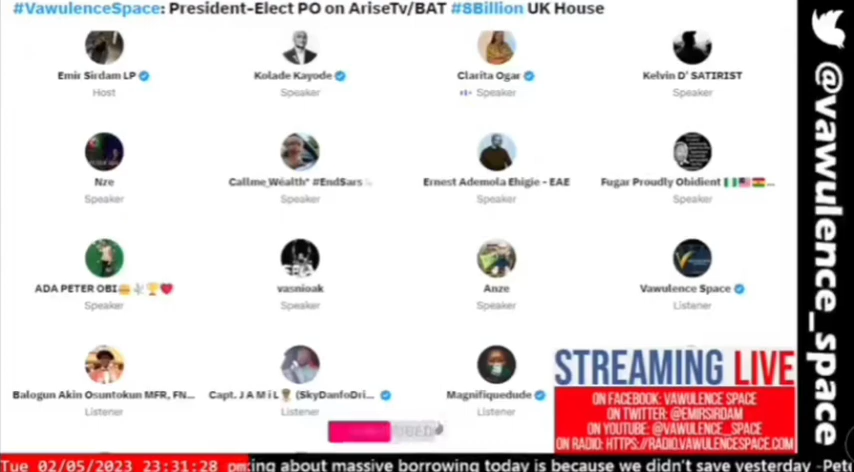 #VawulenceSpace: President-Elect PO on AriseTv/BAT #8Billion UK House
Emir Sirdam LP
Host
Kolade Kayode
Speaker
Clarita Ogar
Speaker
Kelvin D' SATIRIST
Speaker
Nze
Speaker
Callme_Wealth* #EndSars
Speaker
Ernest Ademola Ehigie - EAE
Speaker
Fugar Proudly Obidient 🇳🇬🇺🇸🇬🇭...
Speaker
ADA PETER OBI
Speaker
vasnioak
Speaker
Anze
Speaker
Vawulence Space
Listener
Balogun Akin Osuntokun MFR, FN...
Listener
Capt. J A M i L (SkyDanfoDri...
Listener
Magnifiquedude
Listener
STREAMING LIVE
ON FACEBOOK: VAWULENCE SPACE
ON TWITTER: @EMIRSIRDAM
ON YOUTUBE: @VAWULENCE_SPACE
ON RADIO: HTTPS://RADIO.VAWULENCESPACE.COM
@vawulence_space
Tue 02/05/2023 23:31:28 pm
:ing about massive borrowing today is because we didn't save yesterday -Pet